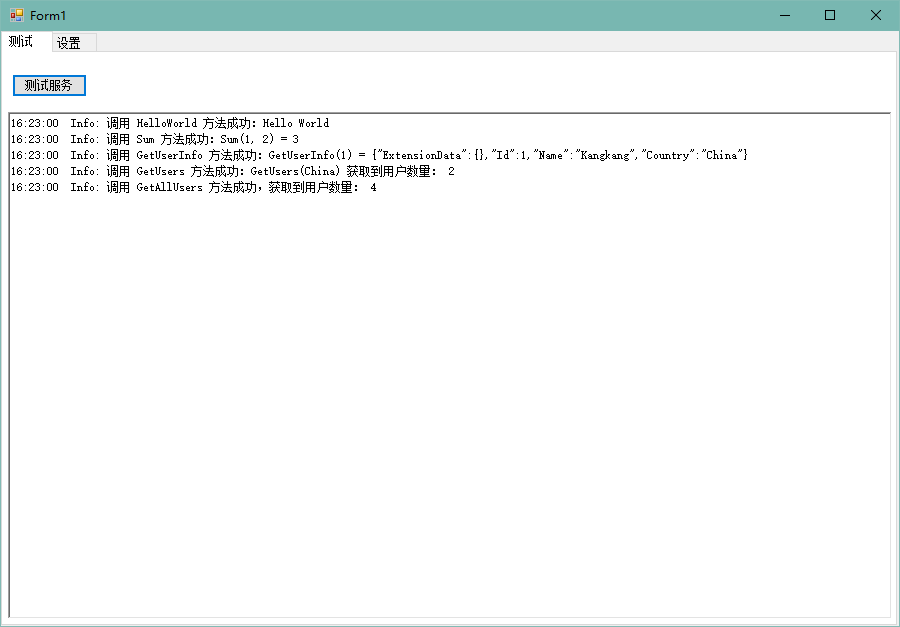 Form1
测试 设置
测试服务
16:23:00  Info: 调用 HelloWorld 方法成功：Hello World
16:23:00  Info: 调用 Sum 方法成功：Sum(1, 2) = 3
16:23:00  Info: 调用 GetUserInfo 方法成功：GetUserInfo(1) = {"ExtensionData":{},"Id":1,"Name":"Kangkang","Country":"China"}
16:23:00  Info: 调用 GetUsers 方法成功：GetUsers(China) 获取到用户数量： 2
16:23:00  Info: 调用 GetAllUsers 方法成功，获取到用户数量： 4